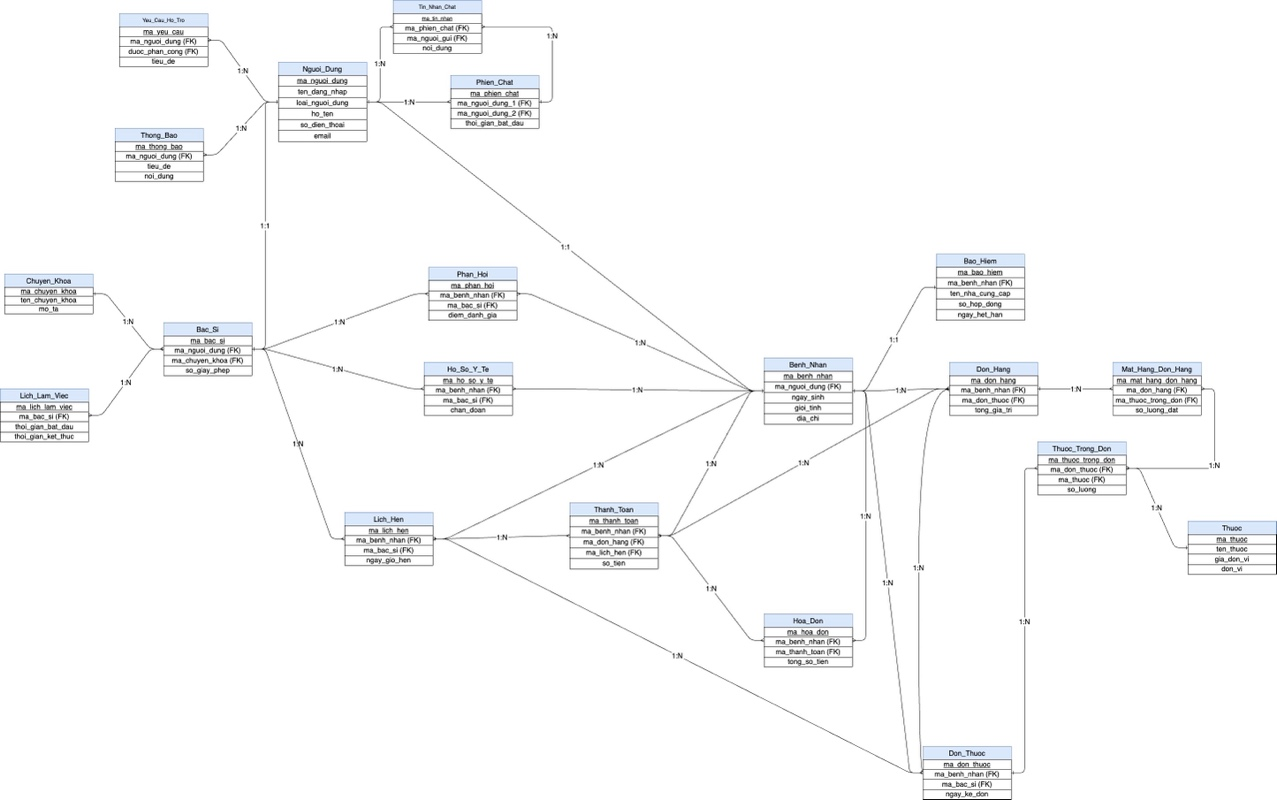 Yeu_Cau_Ho_Tro
ma_yeu_cau
ma_nguoi_dung (FK)
duoc_phan_cong (FK)
tieu_de
Tin_Nhan_Chat
ma_tin_nhan
ma_phien_chat (FK)
ma_nguoi_gui (FK)
noi_dung
1:N
1:N
1:N
Nguoi_Dung
ma_nguoi_dung
ten_dang_nhap
loai_nguoi_dung
ho_ten
so_dien_thoai
email
1:N
Phien_Chat
ma_phien_chat
ma_nguoi_dung_1 (FK)
ma_nguoi_dung_2 (FK)
thoi_gian_bat_dau
Thong_Bao
ma_thong_bao
ma_nguoi_dung (FK)
tieu_de
noi_dung
1:N
1:1
1:1
Chuyen_Khoa
ma_chuyen_khoa
ten_chuyen_khoa
mo_ta
1:N
Bac_Si
ma_bac_si
ma_nguoi_dung (FK)
ma_chuyen_khoa (FK)
so_giay_phep
1:N
Lich_Lam_Viec
ma_lich_lam_viec
ma_bac_si (FK)
thoi_gian_bat_dau
thoi_gian_ket_thuc
Phan_Hoi
ma_phan_hoi
ma_benh_nhan (FK)
ma_bac_si (FK)
diem_danh_gia
1:N
1:N
Ho_So_Y_Te
ma_ho_so_y_te
ma_benh_nhan (FK)
ma_bac_si (FK)
chan_doan
1:N
1:N
Bao_Hiem
ma_bao_hiem
ma_benh_nhan (FK)
ten_nha_cung_cap
so_hop_dong
ngay_het_han
1:1
Benh_Nhan
ma_benh_nhan
ma_nguoi_dung (FK)
ngay_sinh
gioi_tinh
dia_chi
1:N
Don_Hang
ma_don_hang
ma_benh_nhan (FK)
ma_don_thuoc (FK)
tong_gia_tri
1:N
Mat_Hang_Don_Hang
ma_mat_hang_don_hang
ma_don_hang (FK)
ma_thuoc_trong_don (FK)
so_luong_dat
1:N
Thuoc_Trong_Don
ma_thuoc_trong_don
ma_don_thuoc (FK)
ma_thuoc (FK)
so_luong
1:N
Thuoc
ma_thuoc
ten_thuoc
gia_don_vi
don_vi
1:N
1:N
1:N
1:N
Lich_Hen
ma_lich_hen
ma_benh_nhan (FK)
ma_bac_si (FK)
ngay_gio_hen
1:N
Thanh_Toan
ma_thanh_toan
ma_benh_nhan (FK)
ma_don_hang (FK)
ma_lich_hen (FK)
so_tien
1:N
1:N
1:N
1:N
1:N
Hoa_Don
ma_hoa_don
ma_benh_nhan (FK)
ma_thanh_toan (FK)
tong_so_tien
1:N
1:N
Don_Thuoc
ma_don_thuoc
ma_benh_nhan (FK)
ma_bac_si (FK)
ngay_ke_don